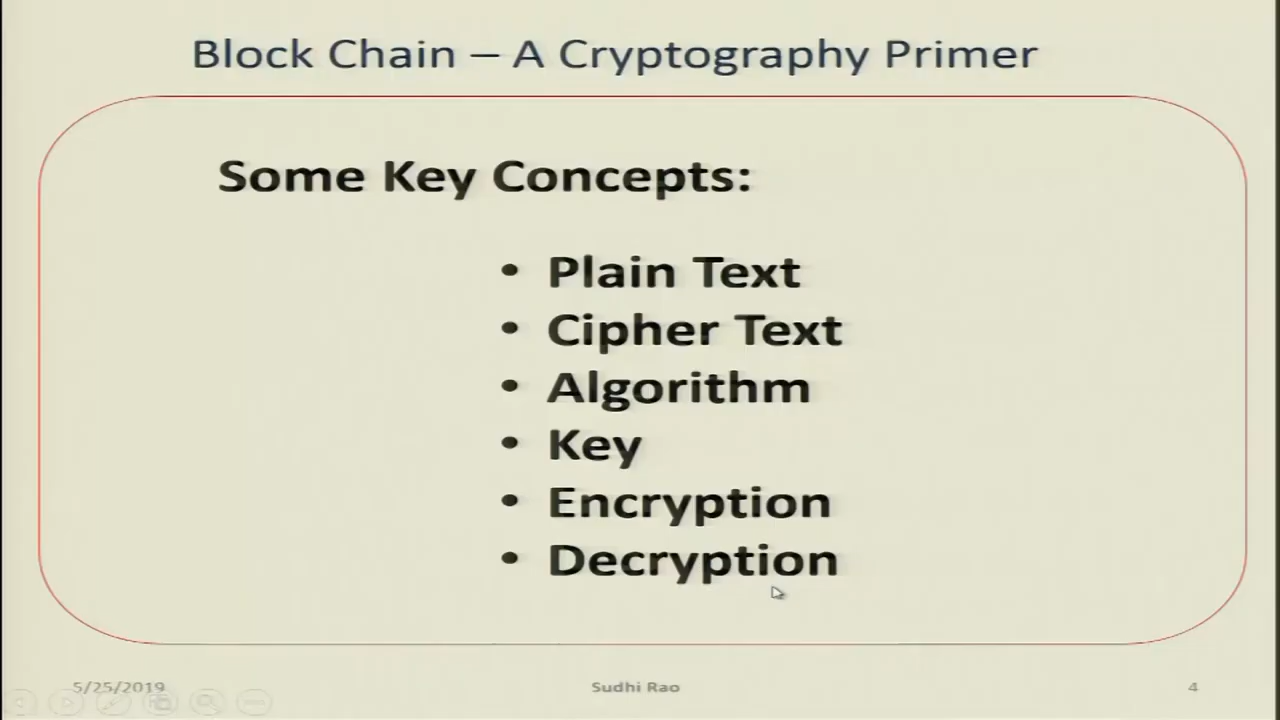 Block Chain – A Cryptography Primer
Some Key Concepts:
• Plain Text
• Cipher Text
• Algorithm
• Key
• Encryption
• Decryption
5/25/2019
Sudhi Rao
4